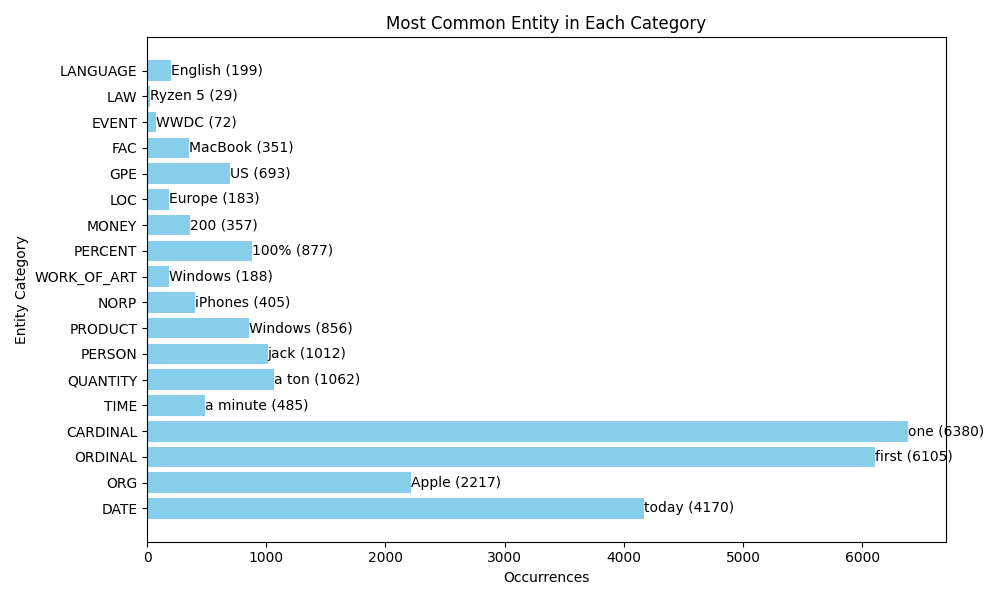 Most Common Entity in Each Category
Entity Category
LANGUAGE English (199)
LAW Ryzen 5 (29)
EVENT WWDC (72)
FAC MacBook (351)
GPE US (693)
LOC Europe (183)
MONEY 200 (357)
PERCENT 100% (877)
WORK_OF_ART Windows (188)
NORP iPhones (405)
PRODUCT Windows (856)
PERSON jack (1012)
QUANTITY a ton (1062)
TIME a minute (485)
CARDINAL one (6380)
ORDINAL first (6105)
ORG Apple (2217)
DATE today (4170)
0 1000 2000 3000 4000 5000 6000
Occurrences